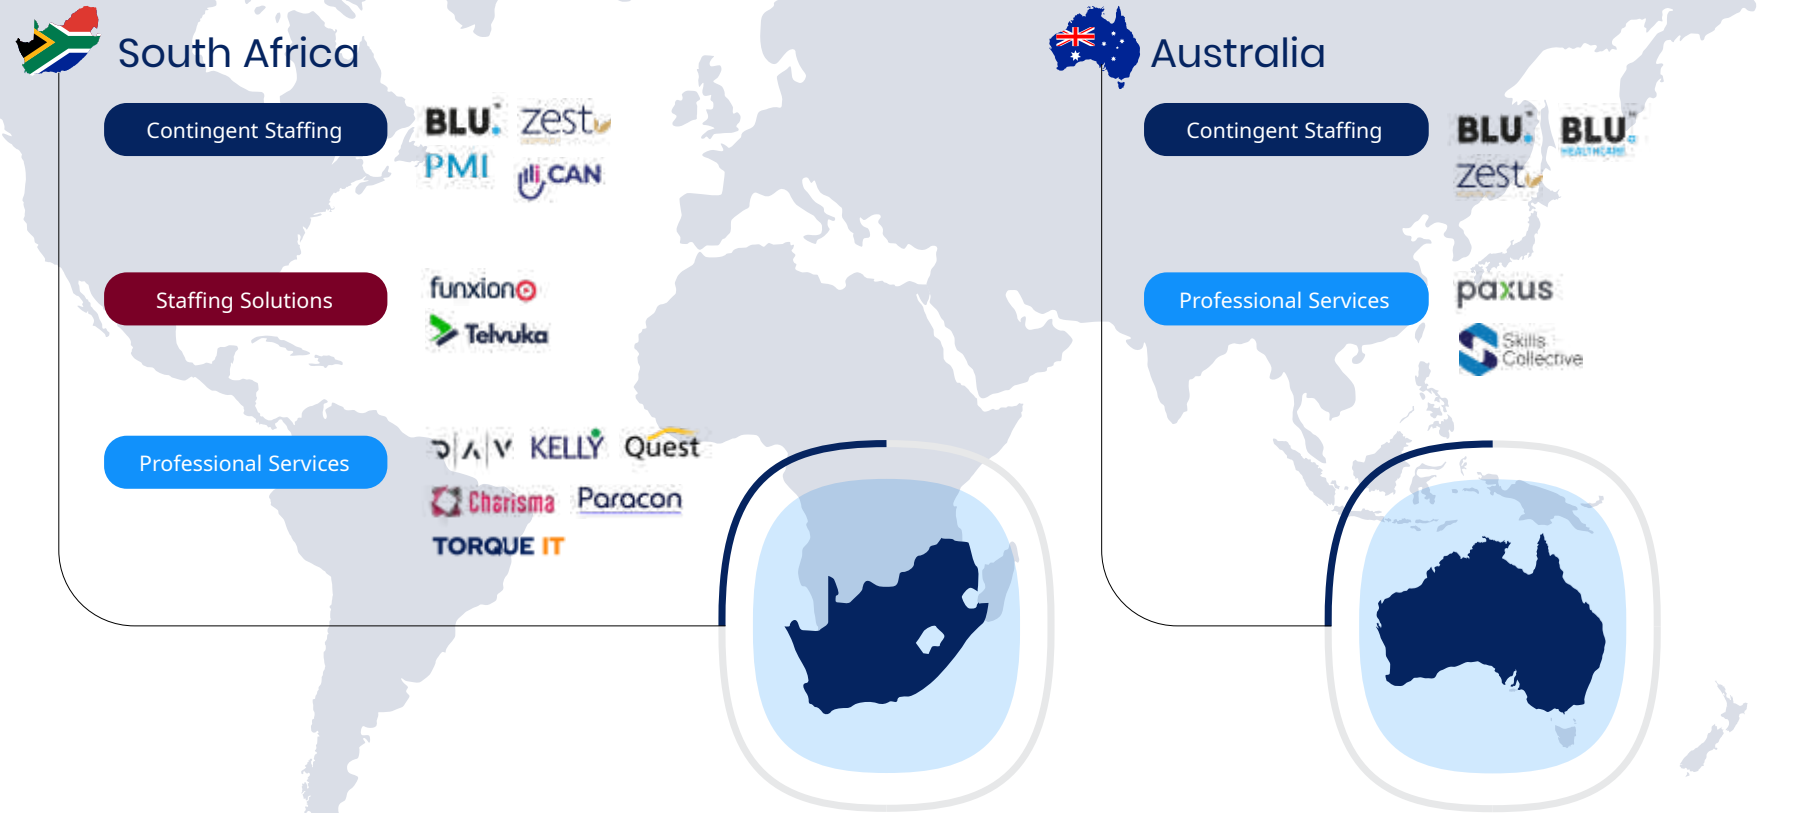 South Africa
Contingent Staffing
BLU.
zest
PMI
CAN
Staffing Solutions
funxion
Telvuka
Professional Services
D|A|V
KELLY
Quest
Charisma
Paracon
TORQUE IT
Australia
Contingent Staffing
BLU.
BLU.
HEALTHCARE
zest
Professional Services
paxus
Skills
Collective